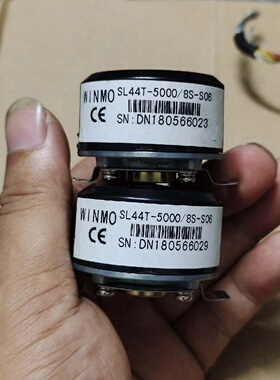 WINMO
SL44T-5000/8S-S06
CE
SN:DN180566023
WINMO
SL44T-5000/8S-S06
CE
SN:DN180566029